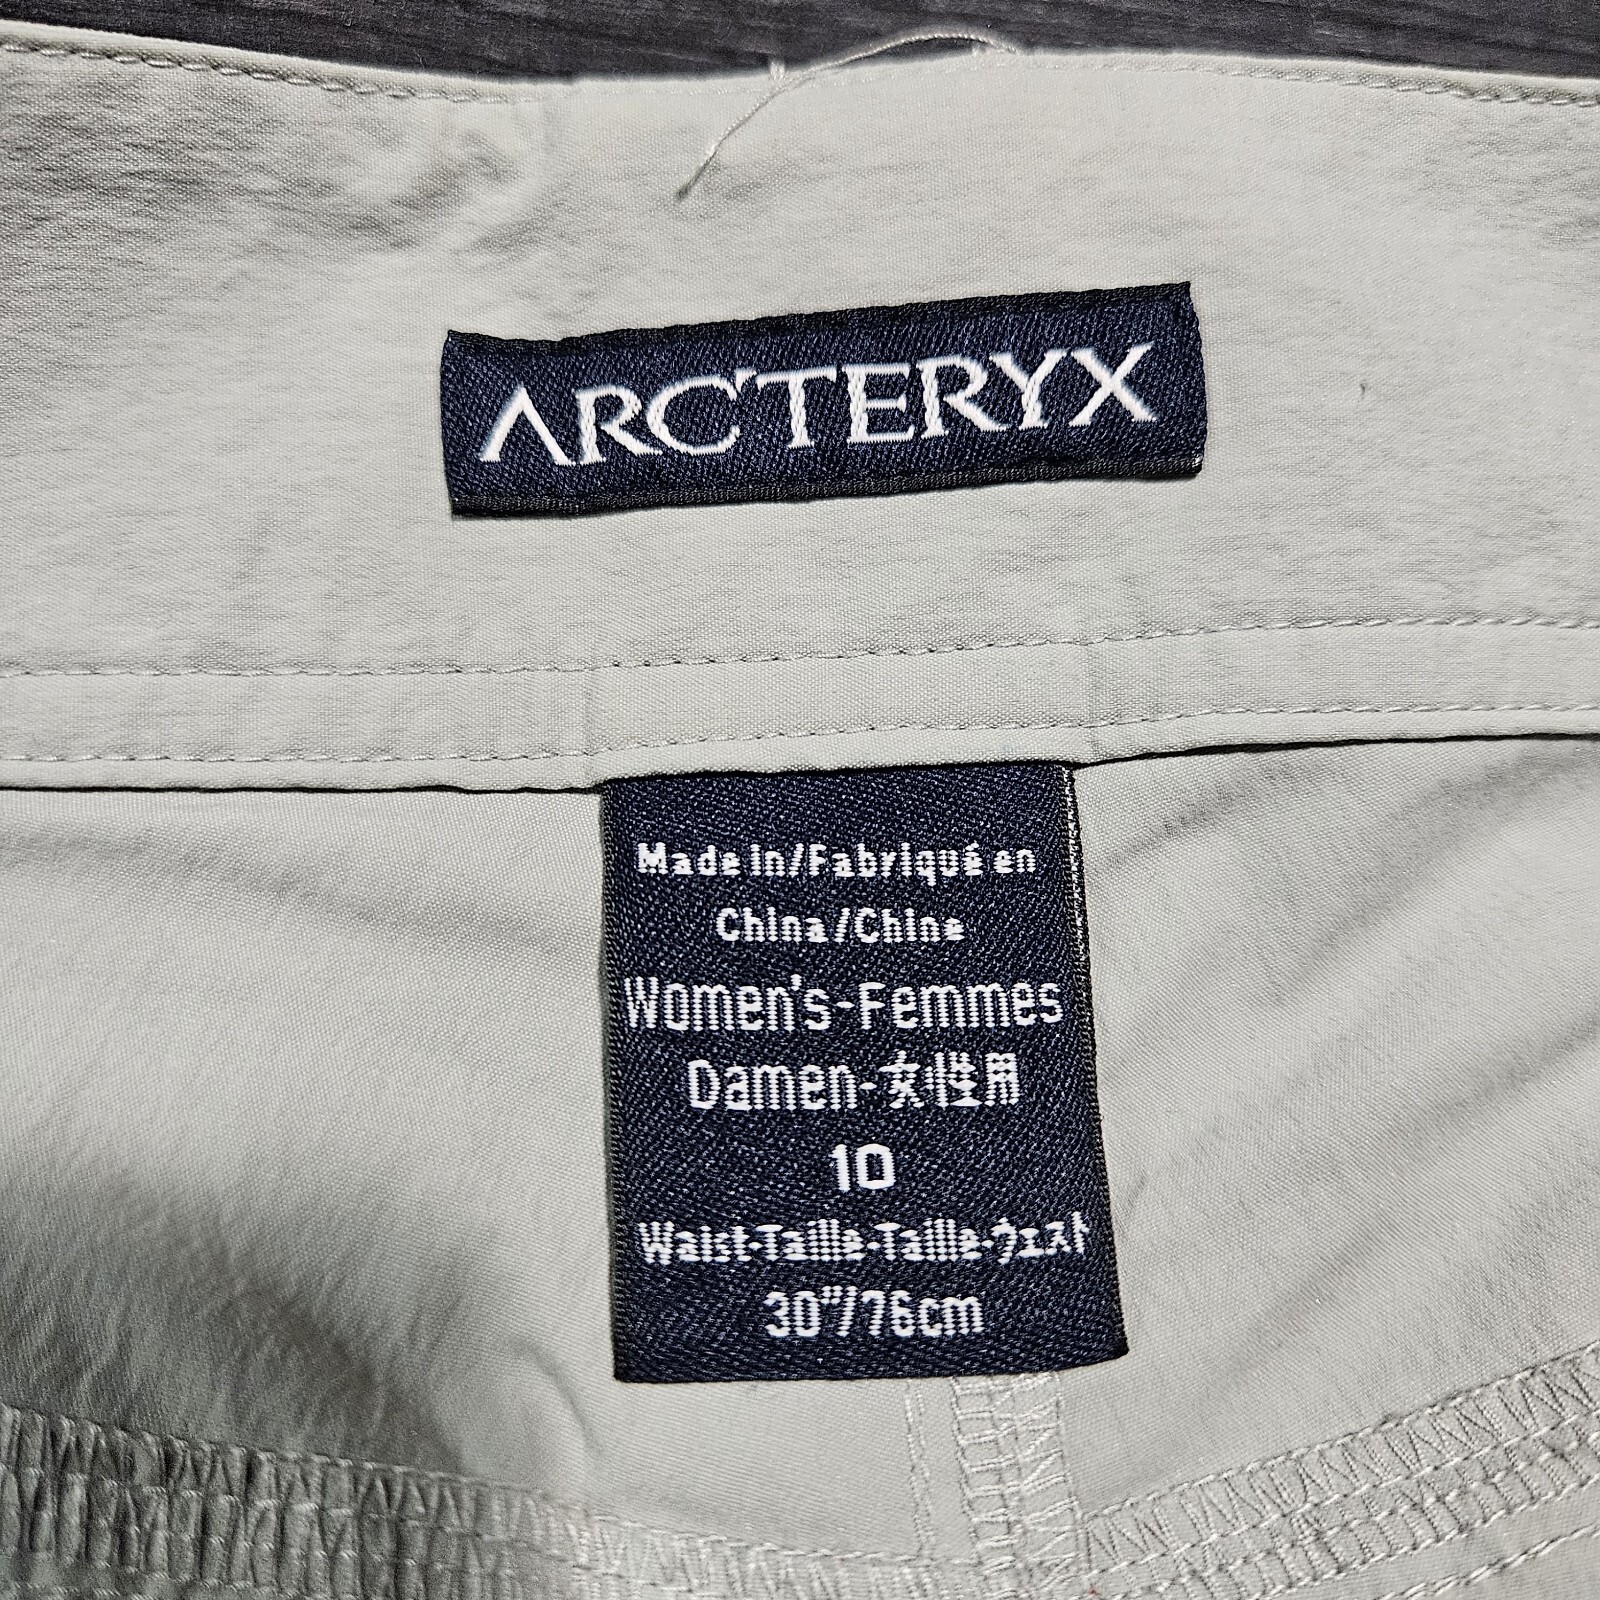 ARC'TERYX
Made in/Fabriqué en
China/Chine
Women's-Femmes
Damen-女性用
10
Waist-Taille-Taille-ウェスト
30"/76cm